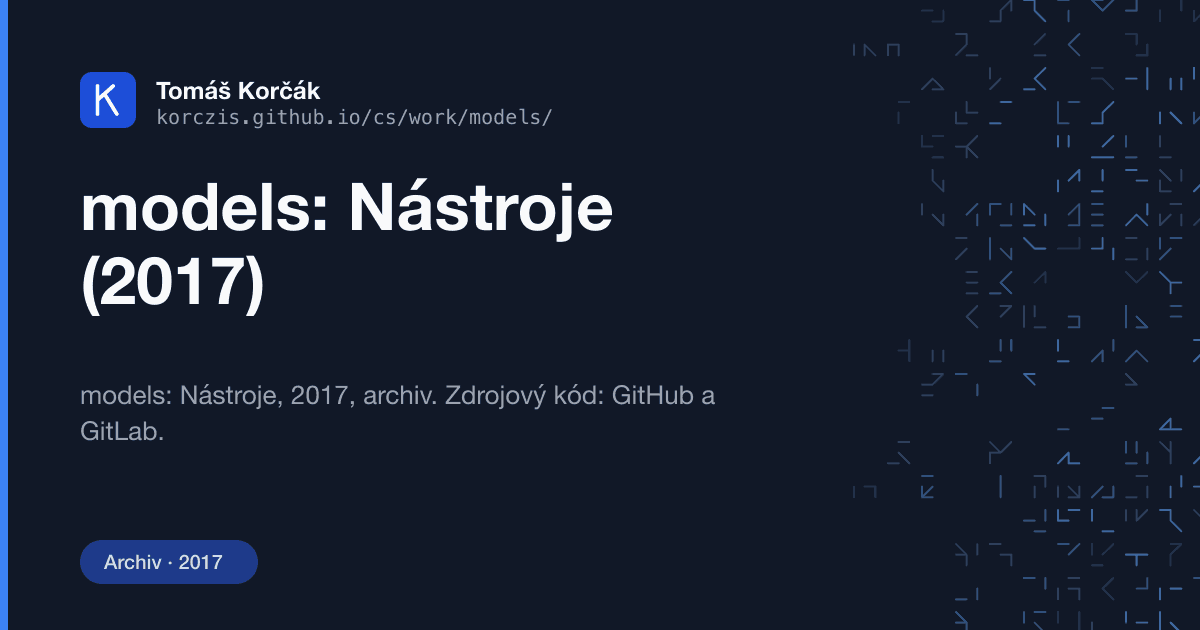 K
Tomáš Korčák
korczis.github.io/cs/work/models/
models: Nástroje
(2017)
models: Nástroje, 2017, archiv. Zdrojový kód: GitHub a
GitLab.
Archiv · 2017